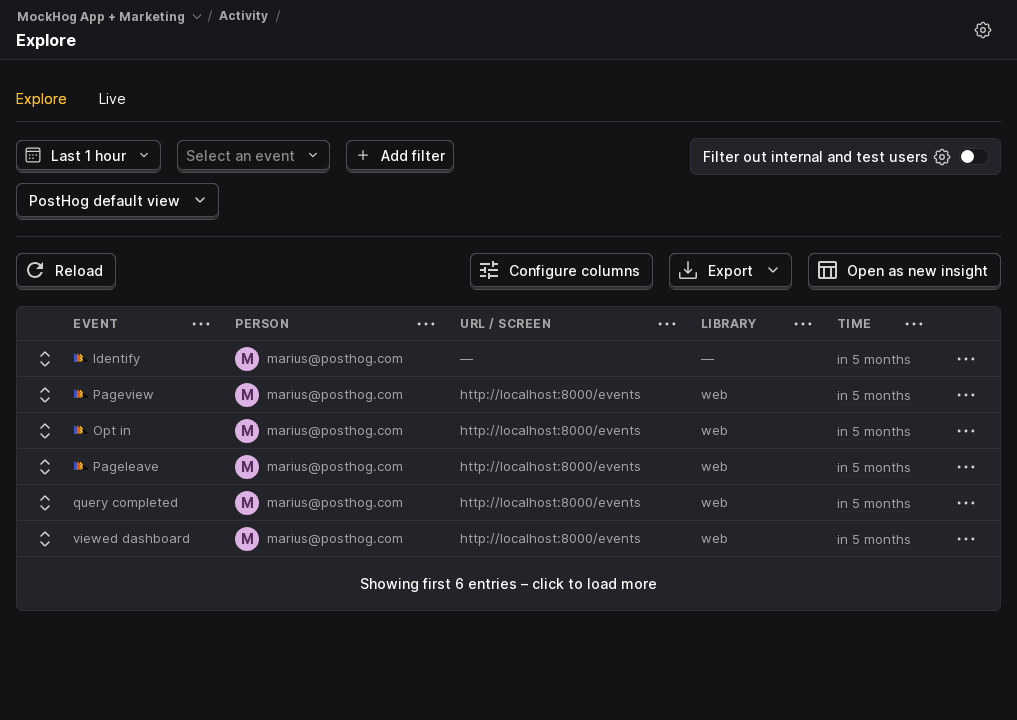 MockHog App + Marketing / Activity /
Explore
Explore Live
Last 1 hour Select an event Add filter Filter out internal and test users
PostHog default view
Reload Configure columns Export Open as new insight
EVENT PERSON URL / SCREEN LIBRARY TIME
Identify M marius@posthog.com — — in 5 months
Pageview M marius@posthog.com http://localhost:8000/events web in 5 months
Opt in M marius@posthog.com http://localhost:8000/events web in 5 months
Pageleave M marius@posthog.com http://localhost:8000/events web in 5 months
query completed M marius@posthog.com http://localhost:8000/events web in 5 months
viewed dashboard M marius@posthog.com http://localhost:8000/events web in 5 months
Showing first 6 entries – click to load more